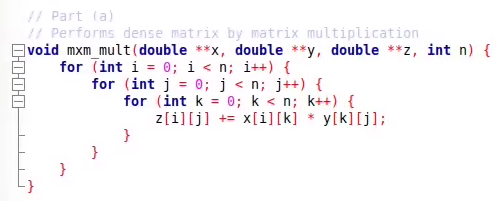 // Part (a)
// Performs dense matrix by matrix multiplication
void mxm_mult(double **x, double **y, double **z, int n) {
    for (int i = 0; i < n; i++) {
        for (int j = 0; j < n; j++) {
            for (int k = 0; k < n; k++) {
                z[i][j] += x[i][k] * y[k][j];
            }
        }
    }
}